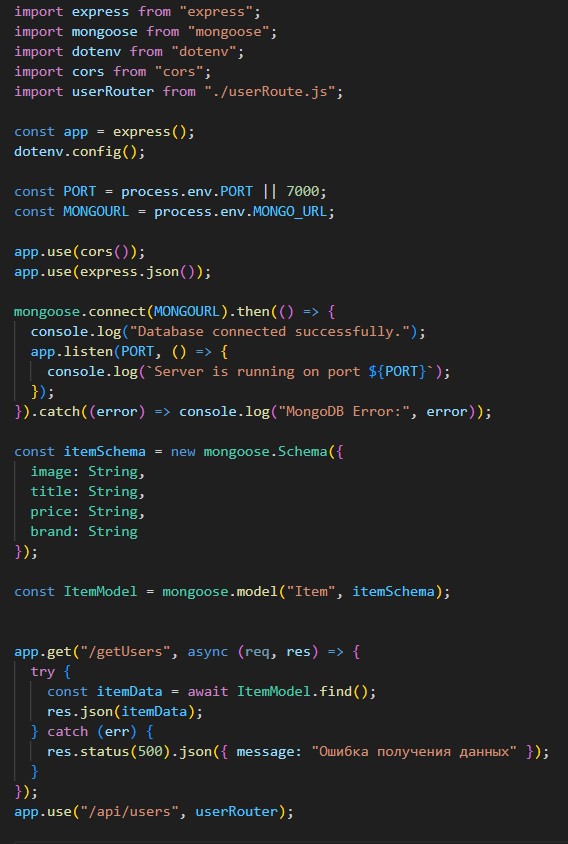 import express from "express";
import mongoose from "mongoose";
import dotenv from "dotenv";
import cors from "cors";
import userRouter from "./userRoute.js";
const app = express();
dotenv.config();
const PORT = process.env.PORT || 7000;
const MONGOURL = process.env.MONGO_URL;
app.use(cors());
app.use(express.json());
mongoose.connect(MONGOURL).then(() => {
console.log("Database connected successfully.");
app.listen(PORT, () => {
console.log(`Server is running on port ${PORT}`);
});
}).catch((error) => console.log("MongoDB Error:", error));
const itemSchema = new mongoose.Schema({
image: String,
title: String,
price: String,
brand: String
});
const ItemModel = mongoose.model("Item", itemSchema);
app.get("/getUsers", async (req, res) => {
try {
const itemData = await ItemModel.find();
res.json(itemData);
} catch (err) {
res.status(500).json({ message: "Ошибка получения данных" });
}
});
app.use("/api/users", userRouter);